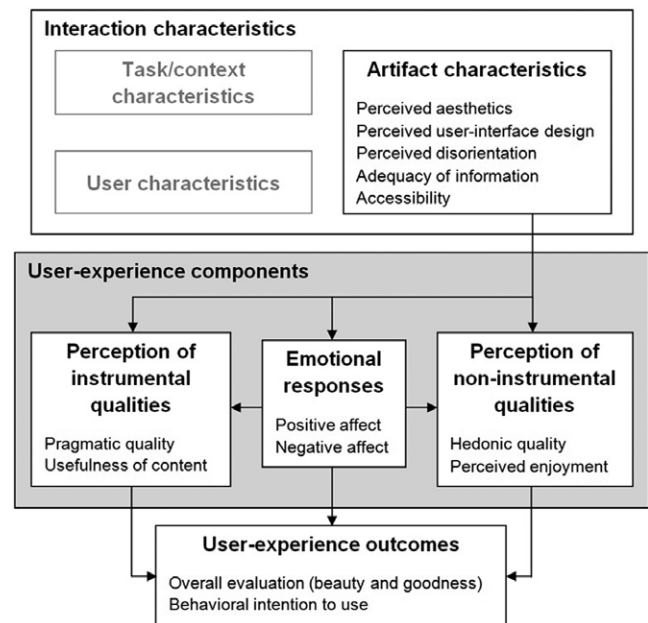 Interaction characteristics
Task/context
characteristics
User characteristics
Artifact characteristics
Perceived aesthetics
Perceived user-interface design
Perceived disorientation
Adequacy of information
Accessibility
User-experience components
Perception of
instrumental
qualities
Pragmatic quality
Usefulness of content
Emotional
responses
Positive affect
Negative affect
Perception of
non-instrumental
qualities
Hedonic quality
Perceived enjoyment
User-experience outcomes
Overall evaluation (beauty and goodness)
Behavioral intention to use